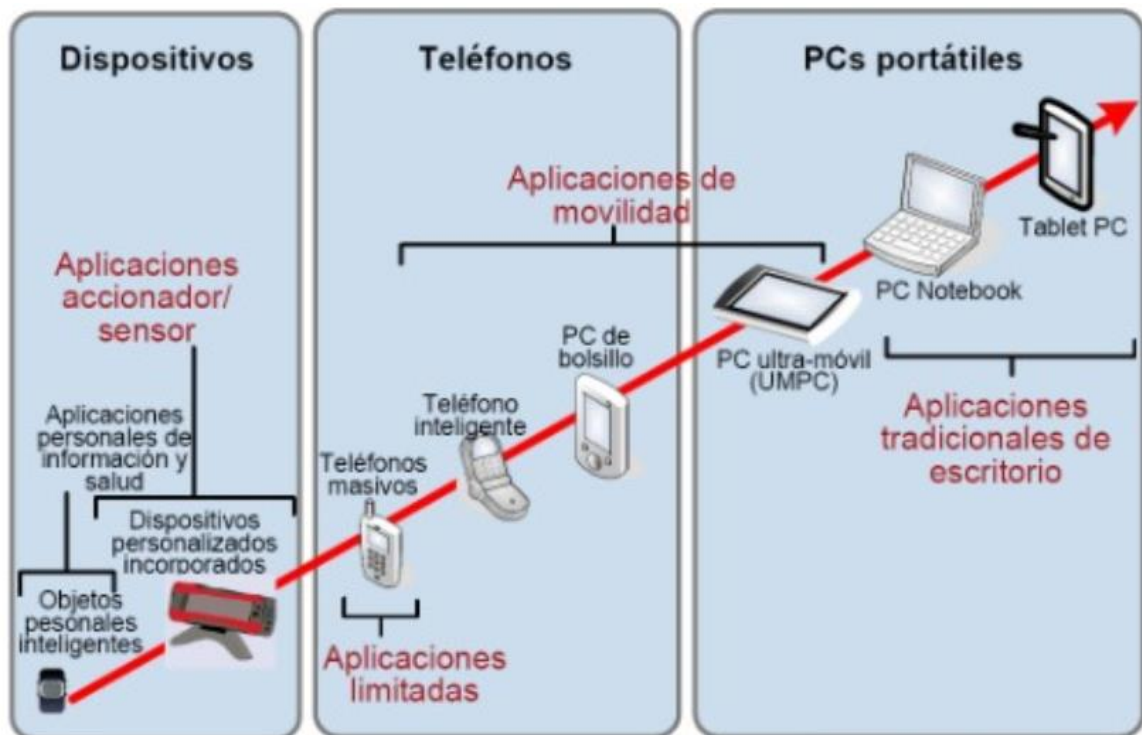 Dispositivos
Aplicaciones
accionador/
sensor
Aplicaciones
personales de
información y
salud
Dispositivos
personalizados
incorporados
Objetos
pesonales
inteligentes
Teléfonos
Aplicaciones de
movilidad
PC de
bolsillo
Teléfono
inteligente
Teléfonos
masivos
Aplicaciones
limitadas
PCs portátiles
Tablet PC
PC Notebook
PC ultra-móvil
(UMPC)
Aplicaciones
tradicionales de
escritorio